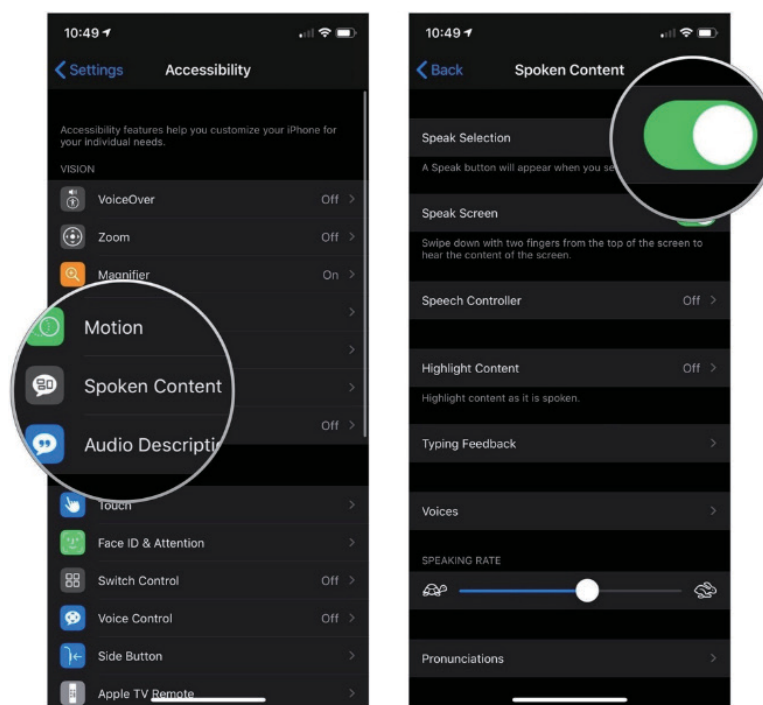 10:49
Settings
Accessibility
Accessibility features help you customize your iPhone for
your individual needs.
VISION
VoiceOver
Off
Zoom
Off
Magnifier
On
Motion
Spoken Content
Audio Descripti
Off
Touch
Face ID & Attention
Switch Control
Off
Voice Control
Off
Side Button
Apple TV Remote
10:49
Back
Spoken Content
Speak Selection
A Speak button will appear when you se
Speak Screen
Swipe down with two fingers from the top of the screen to
hear the content of the screen.
Speech Controller
Off
Highlight Content
Off
Highlight content as it is spoken.
Typing Feedback
Voices
SPEAKING RATE
Pronunciations